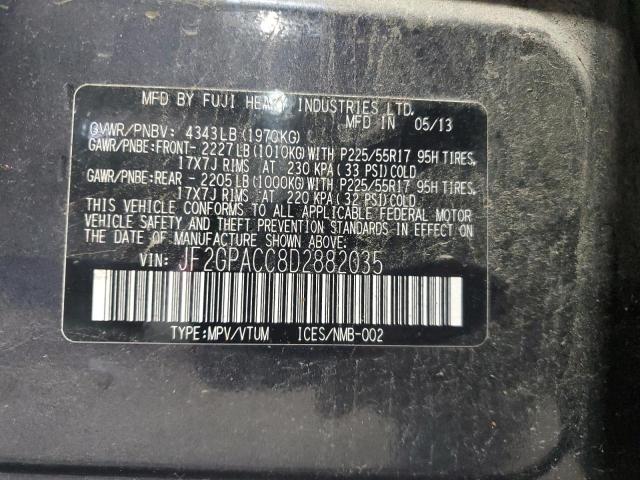 MFD BY FUJI HEAVY INDUSTRIES LTD.
MFD IN 05/13
GVWR/PNBV: 4343LB(1970KG)
GAWR/PNBE:FRONT- 2227LB(1010KG)WITH P225/55R17 95H TIRES,
17X7J RIMS AT 230 KPA(33 PSI)COLD
GAWR/PNBE:REAR - 2205LB(1000KG)WITH P225/55R17 95H TIRES,
17X7J RIMS AT 220 KPA(32 PSI)COLD
THIS VEHICLE CONFORMS TO ALL APPLICABLE FEDERAL MOTOR
VEHICLE SAFETY AND THEFT PREVENTION STANDARDS IN EFFECT
ON THE DATE OF MANUFACTURE SHOWN ABOVE.
VIN: JF2GPACC8D2882035
TYPE:MPV/VTUM ICES/NMB-002